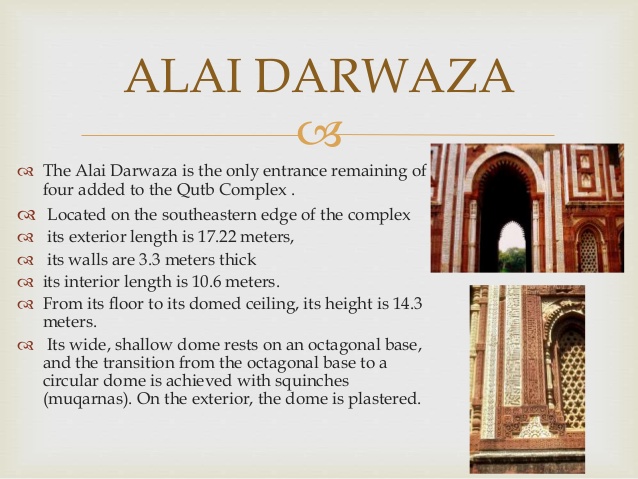 ALAI DARWAZA
The Alai Darwaza is the only entrance remaining of
four added to the Qutb Complex .
Located on the southeastern edge of the complex
its exterior length is 17.22 meters,
its walls are 3.3 meters thick
its interior length is 10.6 meters.
From its floor to its domed ceiling, its height is 14.3
meters.
Its wide, shallow dome rests on an octagonal base,
and the transition from the octagonal base to a
circular dome is achieved with squinches
(muqarnas). On the exterior, the dome is plastered.